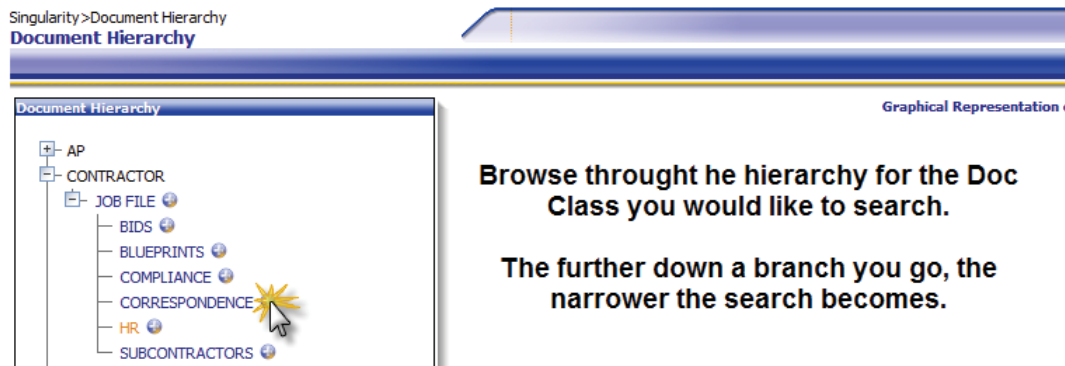 Singularity>Document Hierarchy
Document Hierarchy
Document Hierarchy
Graphical Representation
AP
CONTRACTOR
JOB FILE
BIDS
BLUEPRINTS
COMPLIANCE
CORRESPONDENCE
HR
SUBCONTRACTORS
Browse throught he hierarchy for the Doc
Class you would like to search.
The further down a branch you go, the
narrower the search becomes.